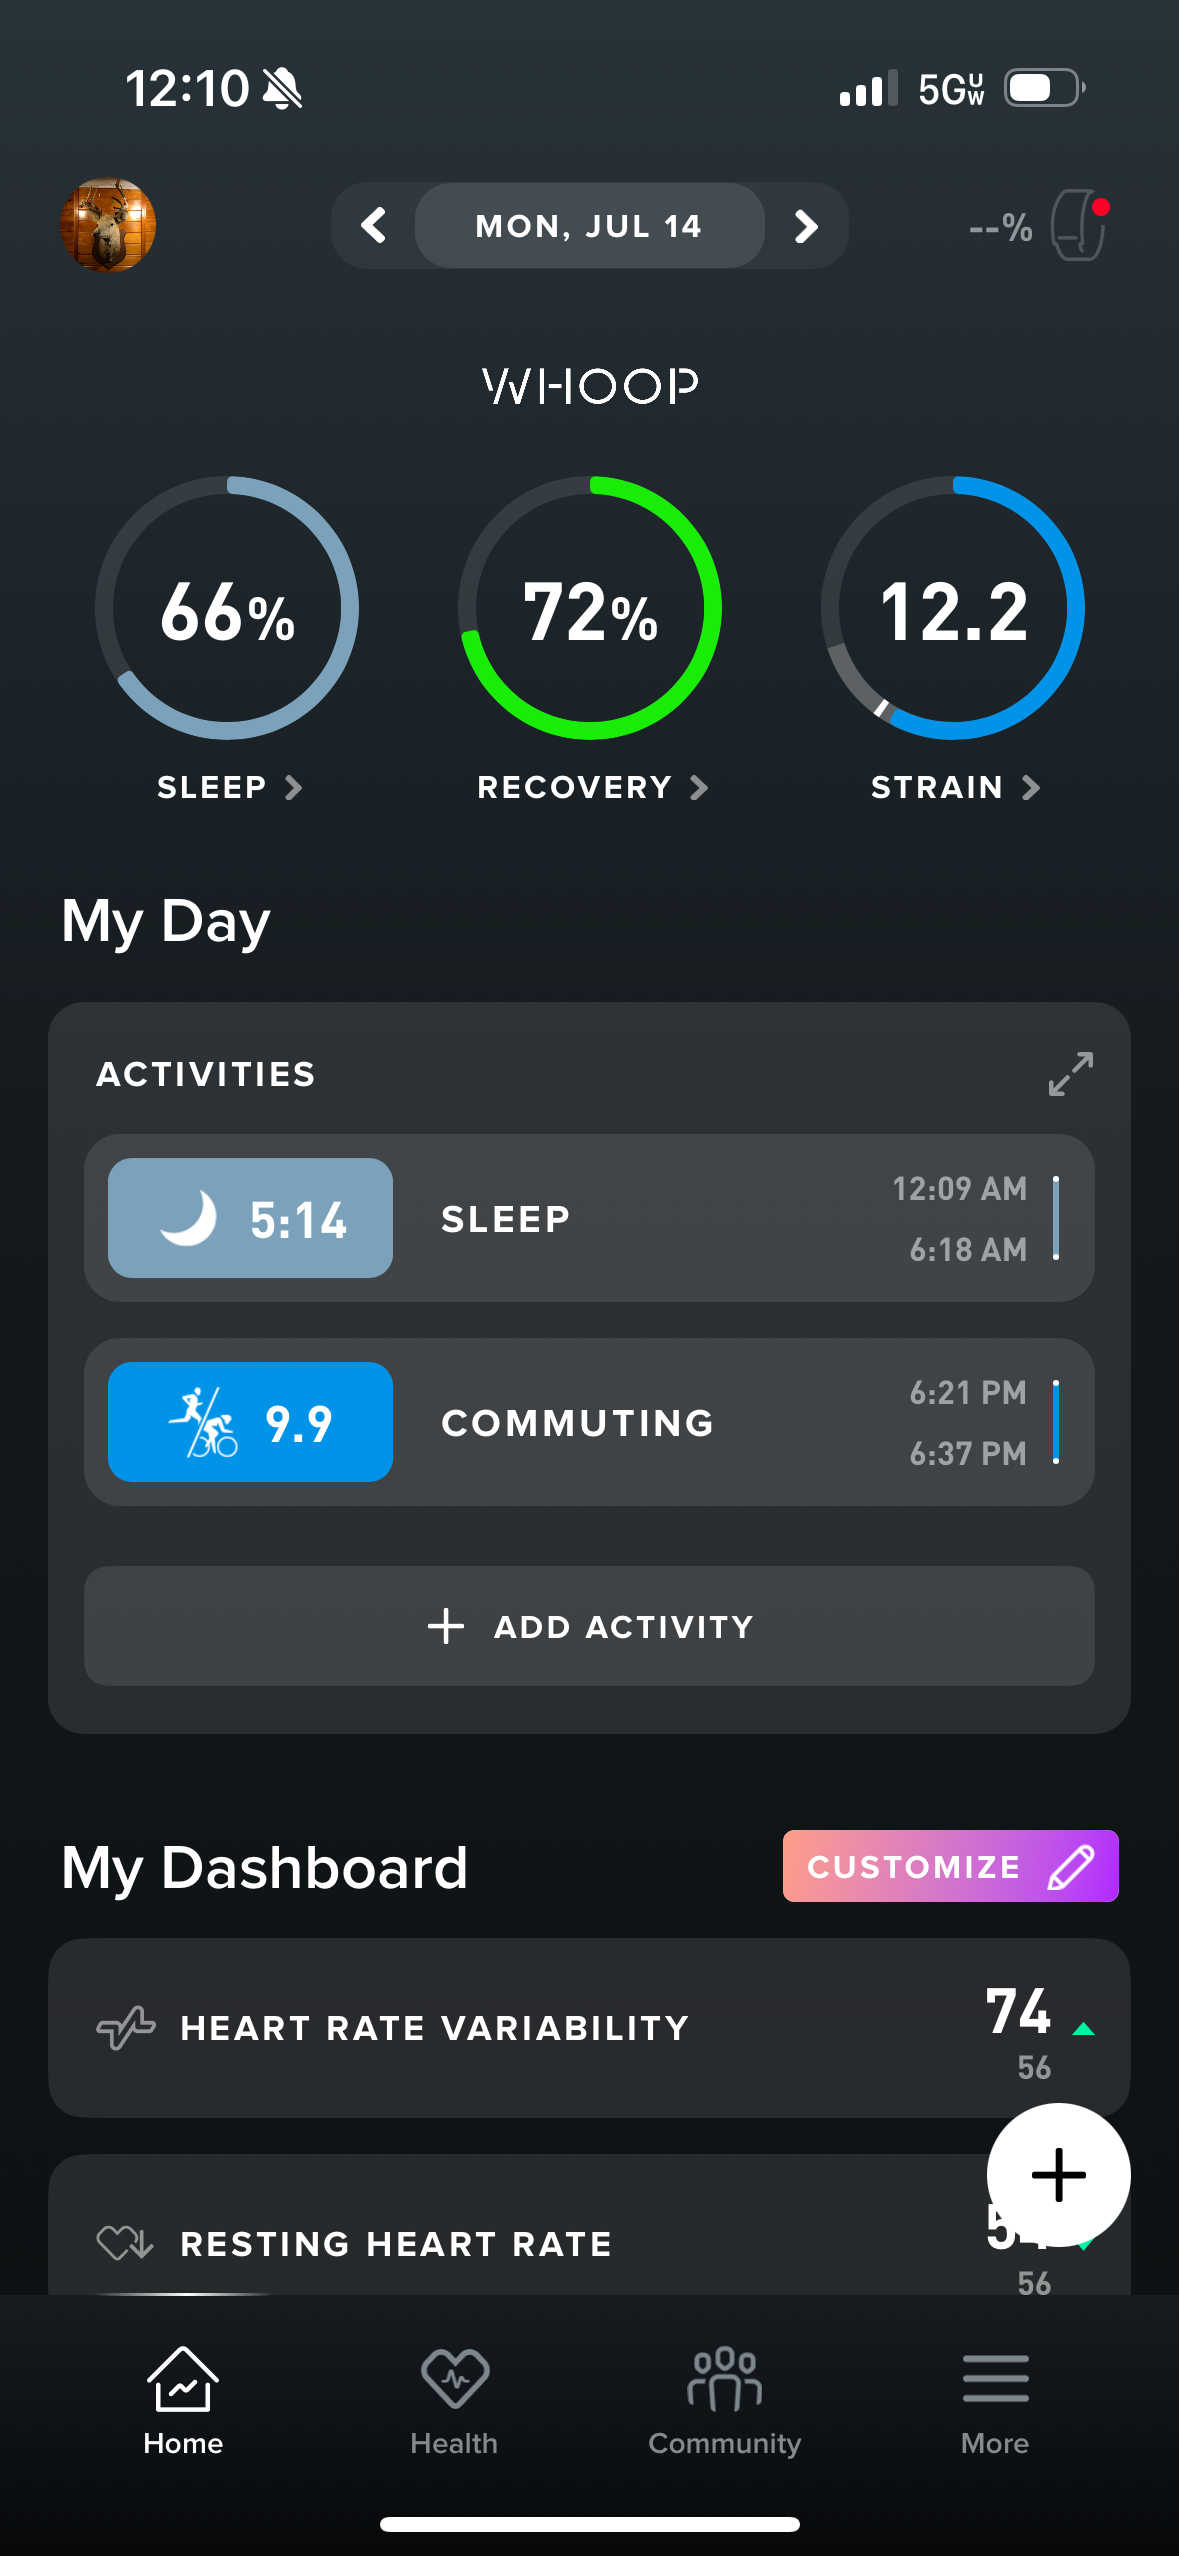 12:10
5G UW
MON, JUL 14
--%
WHOOP
66%
72%
12.2
SLEEP
RECOVERY
STRAIN
My Day
ACTIVITIES
5:14
SLEEP
12:09 AM
6:18 AM
9.9
COMMUTING
6:21 PM
6:37 PM
ADD ACTIVITY
My Dashboard
CUSTOMIZE
HEART RATE VARIABILITY
74
56
RESTING HEART RATE
56
Home
Health
Community
More